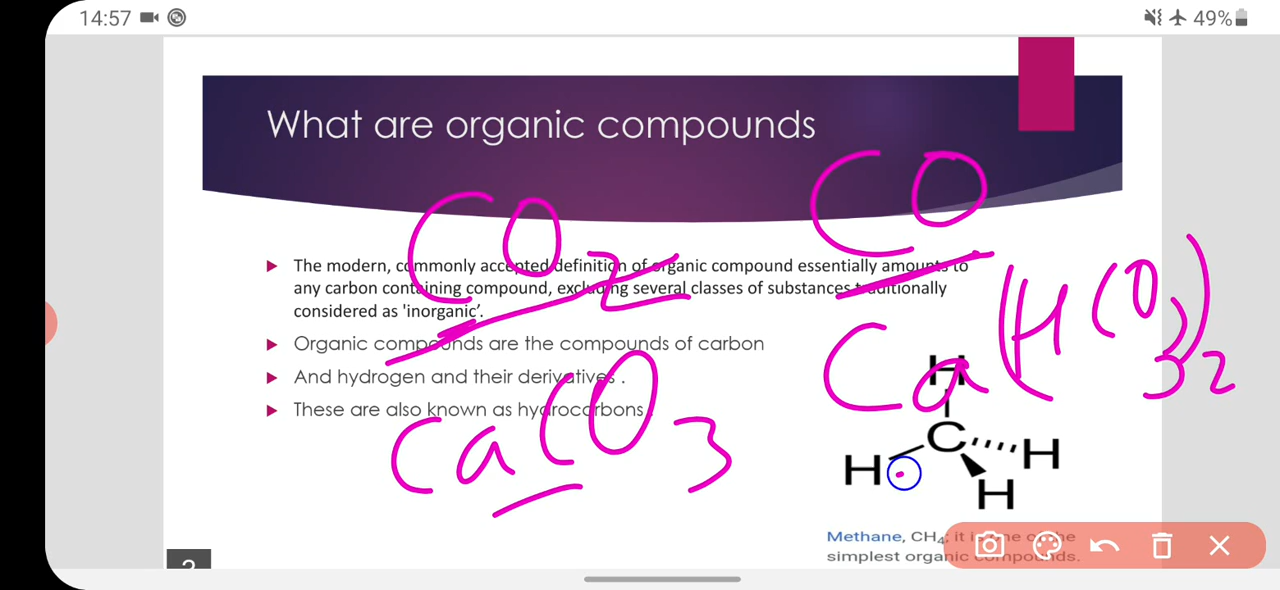 14:57
49%
What are organic compounds
CO
CO2
The modern, commonly accepted definition of organic compound essentially amounts to
any carbon containing compound, excluding several classes of substances traditionally
considered as 'inorganic'.
Ca(HCO3)2
Organic compounds are the compounds of carbon
And hydrogen and their derivatives .
These are also known as hydrocarbons.
CaCO3
H
C
H
H
H
Methane, CH4; it is one of the
simplest organic compounds.
2